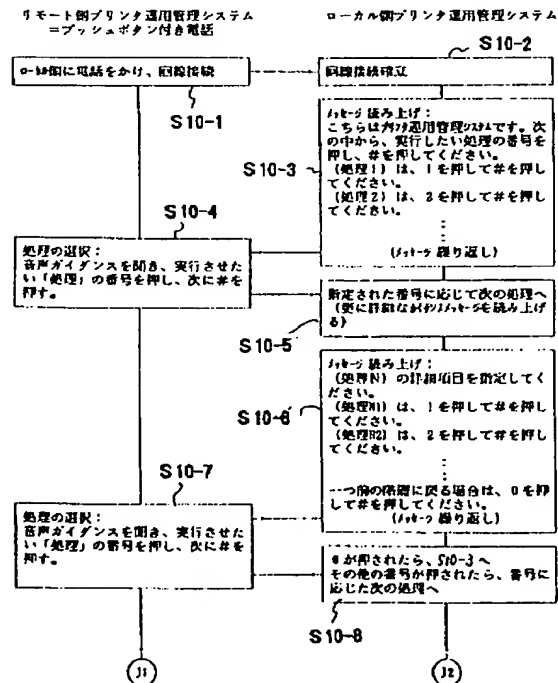 リモート側プリンタ運用管理システム
=プッシュボタン付き電話
ローカル側プリンタ運用管理システム
S10-2
ローカル側に電話をかけ、回線接続
回線接続確立
S10-1
メッセージ 読み上げ:
こちらはプリンタ運用管理システムです。次
の中から、実行したい処理の番号を
押し、#を押してください。
(処理1)は、1を押して#を押し
てください。
(処理2)は、2を押して#を押し
てください。
(メッセージ 繰り返し)
S10-3
S10-4
処理の選択:
音声ガイダンスを聞き、実行させた
い「処理」の番号を押し、次に#を
押す。
指定された番号に応じて次の処理へ
(更に詳細なガイダンスメッセージを読み上げ
る)
S10-5
メッセージ 読み上げ:
(処理N)の詳細項目を指定してく
ださい。
(処理N1)は、1を押して#を押し
てください。
(処理N2)は、2を押して#を押し
てください。
一つ前の階層に戻る場合は、0を押
して#を押してください。
(メッセージ 繰り返し)
S10-6
S10-7
処理の選択:
音声ガイダンスを聞き、実行させた
い「処理」の番号を押し、次に#を
押す。
0が押されたら、S10-3へ
その他の番号が押されたら、番号に
応じた次の処理へ
S10-8
J1
J2